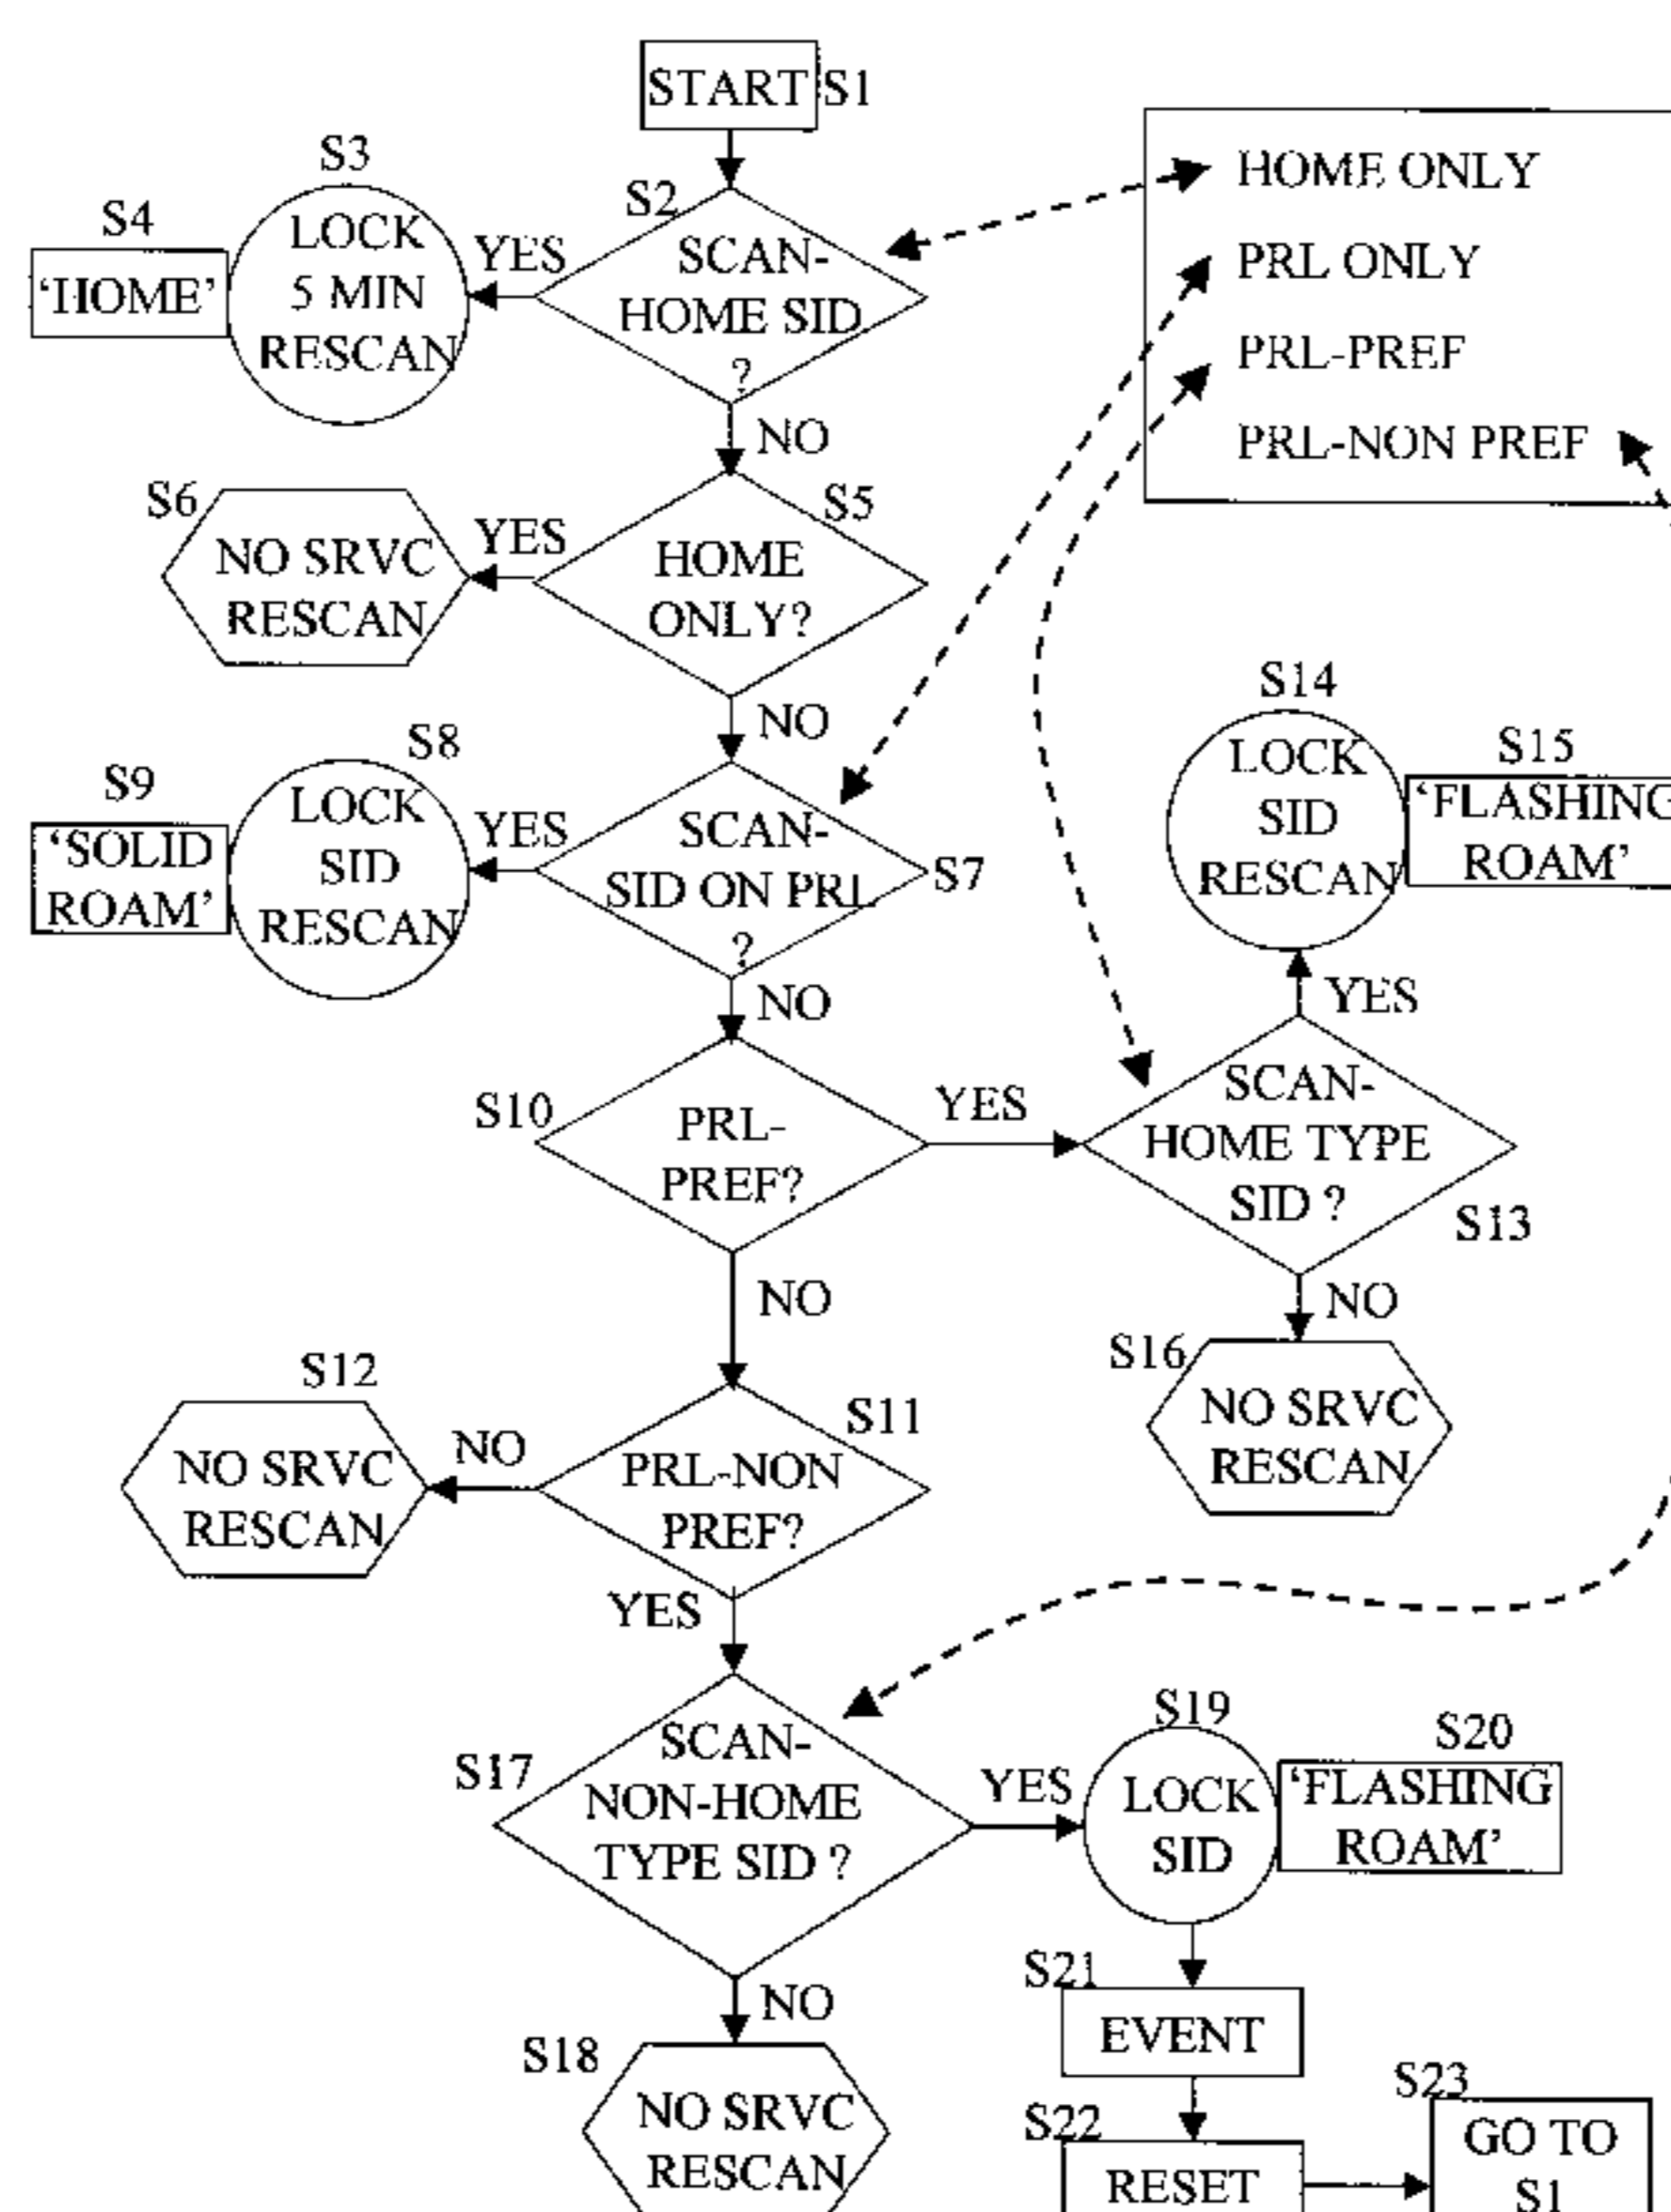 START S1
HOME ONLY
PRL ONLY
PRL-PREF
PRL-NON PREF
S2
SCAN-
HOME SID
?
YES
S3
LOCK
5 MIN
RESCAN
S4
'HOME'
NO
S5
HOME
ONLY?
YES
S6
NO SRVC
RESCAN
NO
S7
SCAN-
SID ON PRL
?
YES
S8
LOCK
SID
RESCAN
S9
'SOLID
ROAM'
NO
S10
PRL-
PREF?
YES
SCAN-
HOME TYPE
SID ?
S13
YES
S14
LOCK
SID
RESCAN
S15
'FLASHING
ROAM'
NO
S16
NO SRVC
RESCAN
NO
S11
PRL-NON
PREF?
NO
S12
NO SRVC
RESCAN
YES
S17
SCAN-
NON-HOME
TYPE SID ?
YES
S19
LOCK
SID
S20
'FLASHING
ROAM'
NO
S18
NO SRVC
RESCAN
S21
EVENT
S22
RESET
S23
GO TO
S1